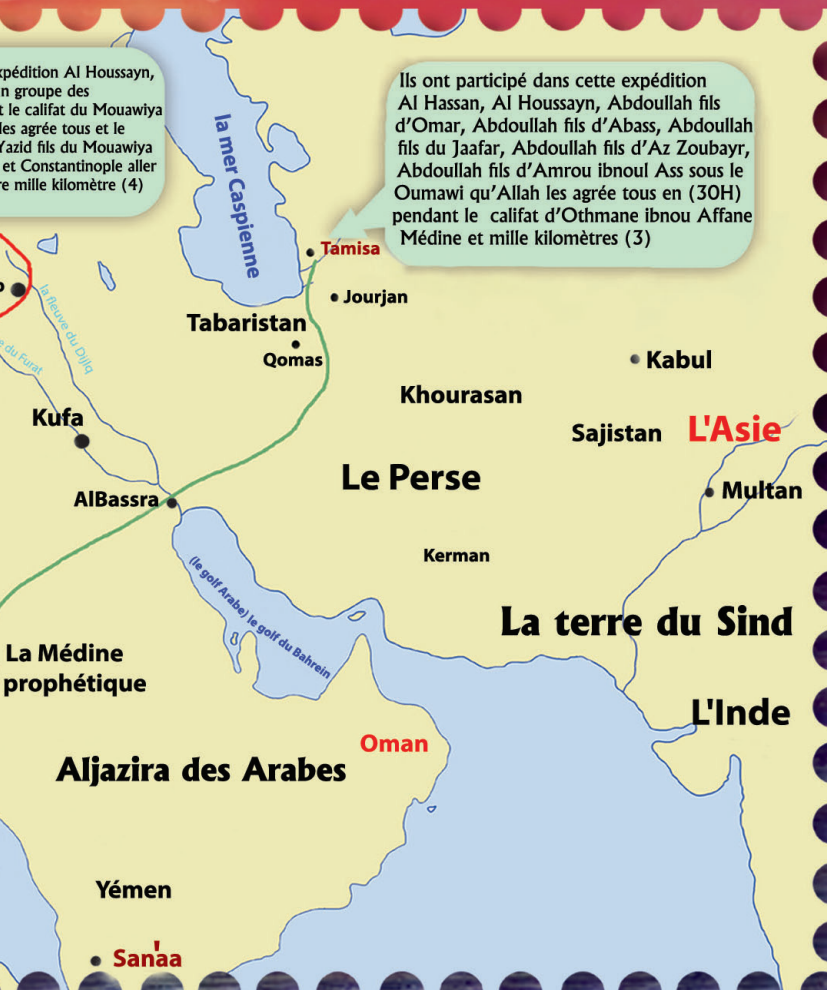 xpédition Al Houssayn,
n groupe des
t le califat du Mouawiya
les agrée tous et le
Yazid fils du Mouawiya
et Constantinople aller
re mille kilomètre (4)
Ils ont participé dans cette expédition
Al Hassan, Al Houssayn, Abdoullah fils
d'Omar, Abdoullah fils d'Abass, Abdoullah
fils du Jaafar, Abdoullah fils d'Az Zoubayr,
Abdoullah fils d'Amrou ibnoul Ass sous le
Oumawi qu'Allah les agrée tous en (30H)
pendant le califat d'Othmane ibnou Affane
Médine et mille kilomètres (3)
la mer Caspienne
Tamisa
Jourjan
Tabaristan
Qomas
la fleuve du Dijlq
e du Furat
Kabul
Khourasan
Kufa
Sajistan
L'Asie
Le Perse
Multan
AlBassra
Kerman
(le golf Arabe) le golf du Bahrein
La terre du Sind
La Médine
prophétique
L'Inde
Oman
Aljazira des Arabes
Yémen
San'aa